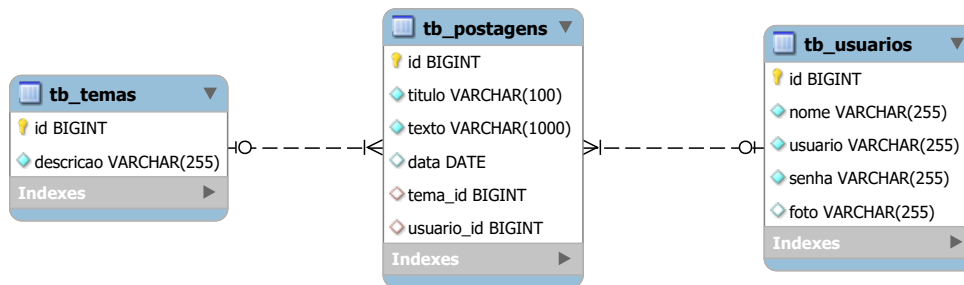 tb_temas
id BIGINT
descricao VARCHAR(255)
Indexes
tb_postagens
id BIGINT
titulo VARCHAR(100)
texto VARCHAR(1000)
data DATE
tema_id BIGINT
usuario_id BIGINT
Indexes
tb_usuarios
id BIGINT
nome VARCHAR(255)
usuario VARCHAR(255)
senha VARCHAR(255)
foto VARCHAR(255)
Indexes